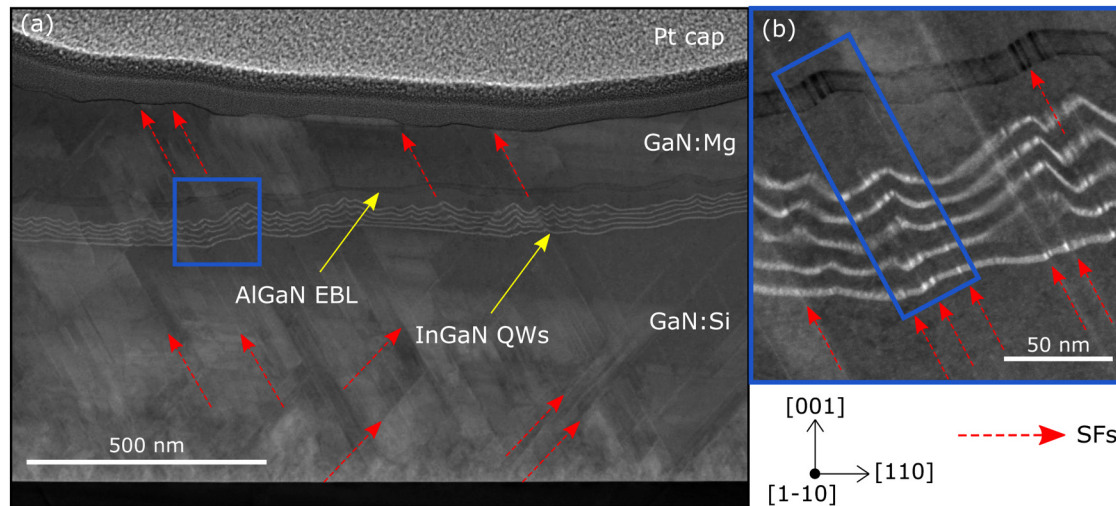 (a)
Pt cap
GaN:Mg
AlGaN EBL
InGaN QWs
GaN:Si
500 nm
(b)
50 nm
[001]
[110]
[1-10]
SFs